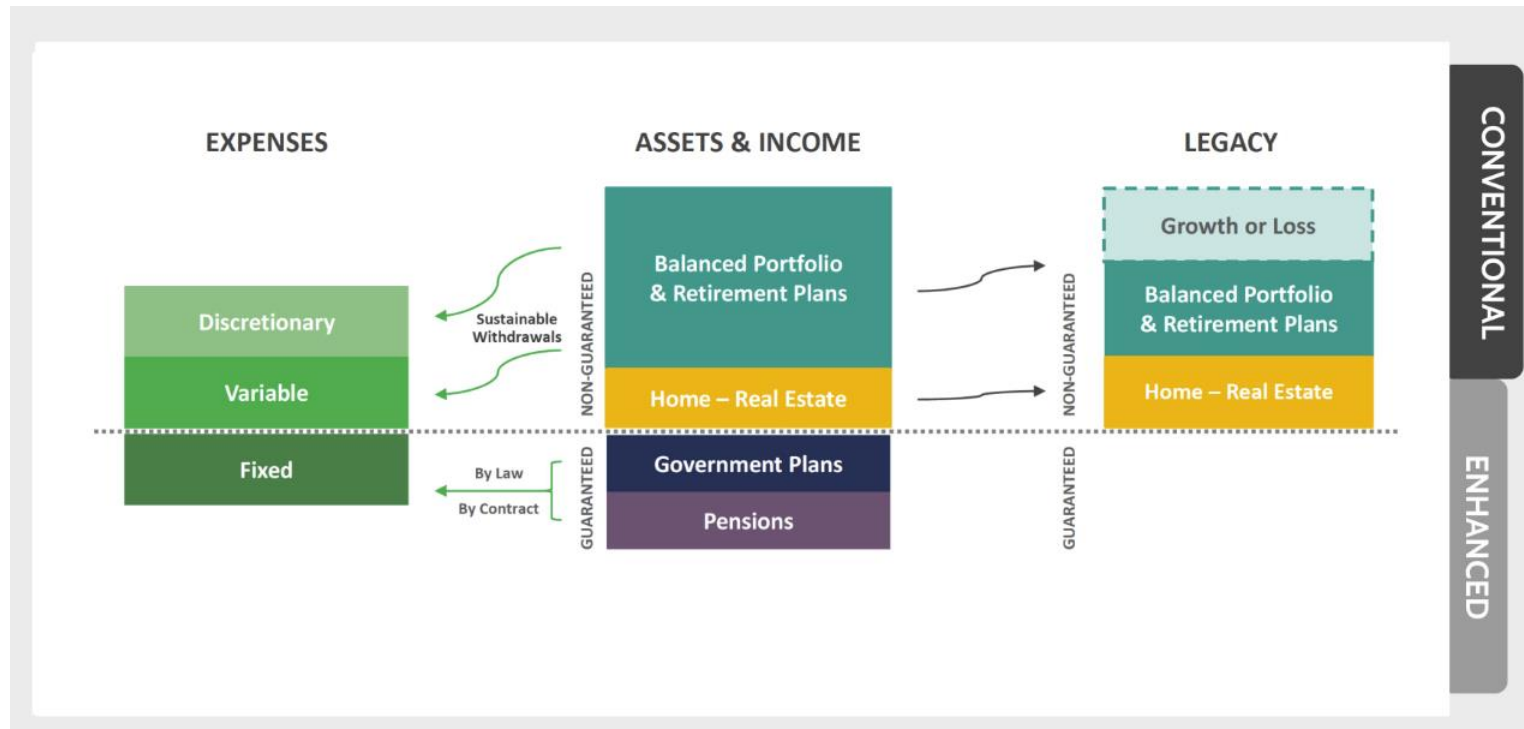 EXPENSES
ASSETS & INCOME
LEGACY
Discretionary
Variable
Fixed
Sustainable
Withdrawals
By Law
By Contract
NON-GUARANTEED
GUARANTEED
Balanced Portfolio
& Retirement Plans
Home – Real Estate
Government Plans
Pensions
NON-GUARANTEED
GUARANTEED
Growth or Loss
Balanced Portfolio
& Retirement Plans
Home – Real Estate
CONVENTIONAL
ENHANCED